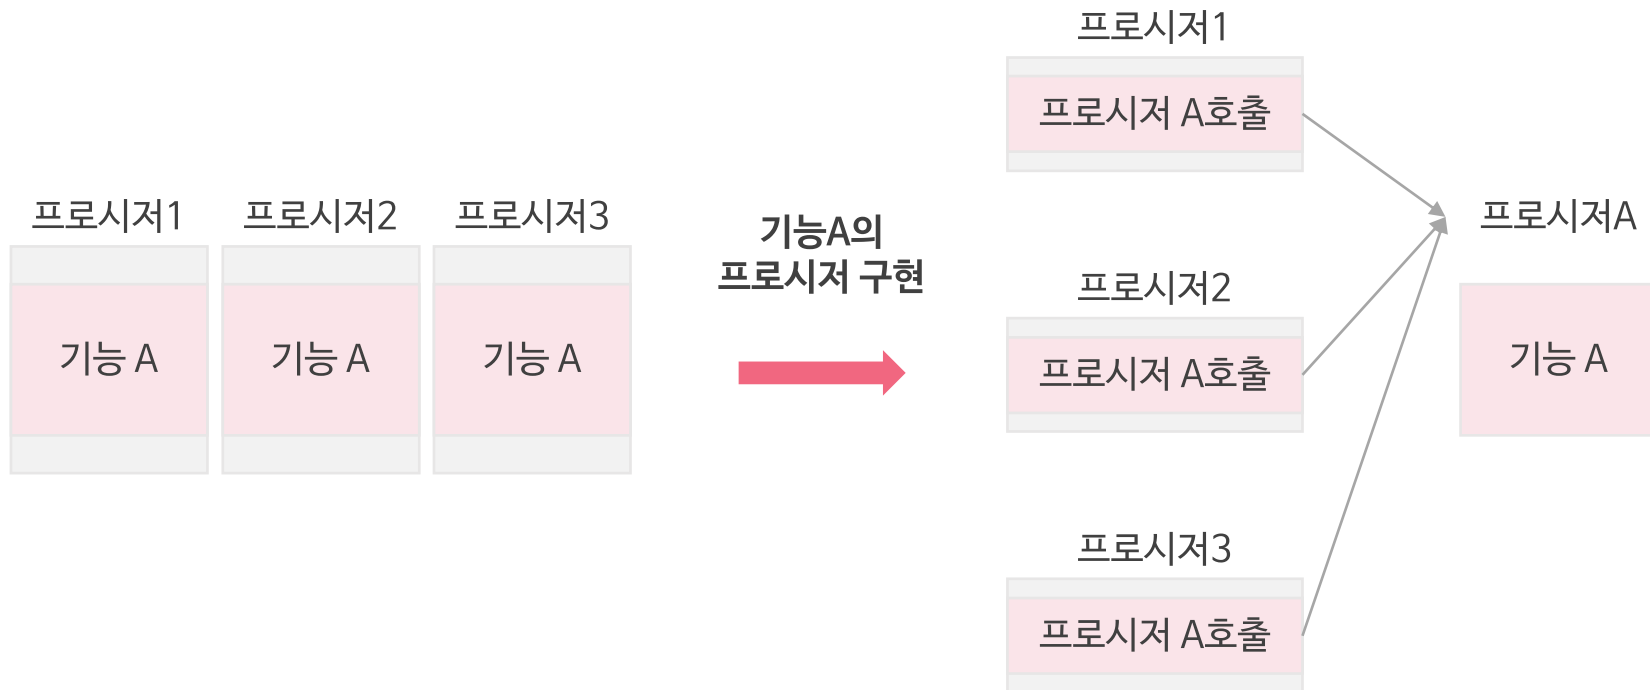 프로시저1
프로시저2
프로시저3
기능 A
기능 A
기능 A
기능A의
프로시저 구현
프로시저1
프로시저 A호출
프로시저2
프로시저 A호출
프로시저3
프로시저 A호출
프로시저A
기능 A